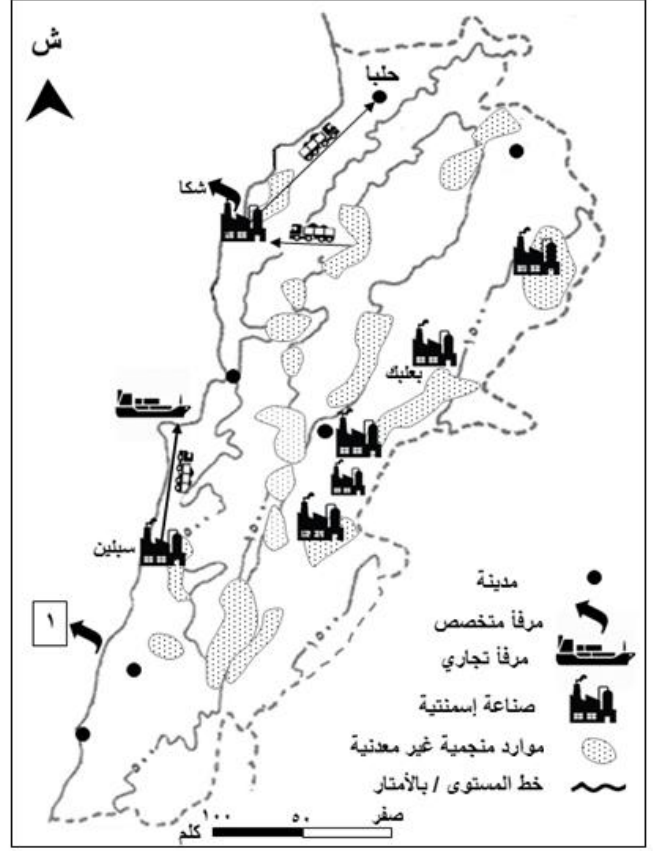 ش
حلبا
شكا
بعلبك
سبلين
١
مدينة
مرفأ متخصص
مرفأ تجاري
صناعة إسمنتية
موارد منجمية غير معدنية
خط المستوى / بالأمتار
صفر ٥٠ ١٠٠
كلم